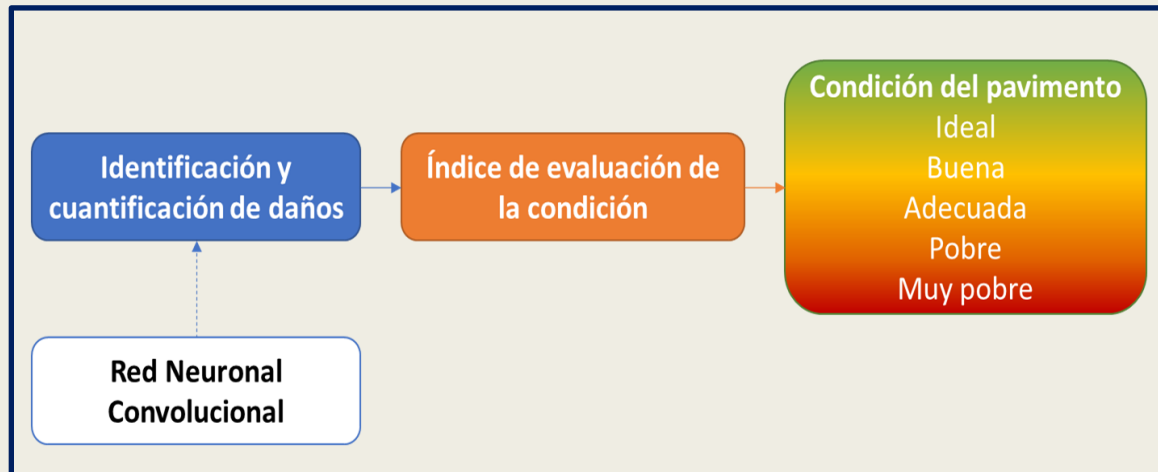 Identificación y
cuantificación de daños
Índice de evaluación de
la condición
Condición del pavimento
Ideal
Buena
Adecuada
Pobre
Muy pobre
Red Neuronal
Convolucional